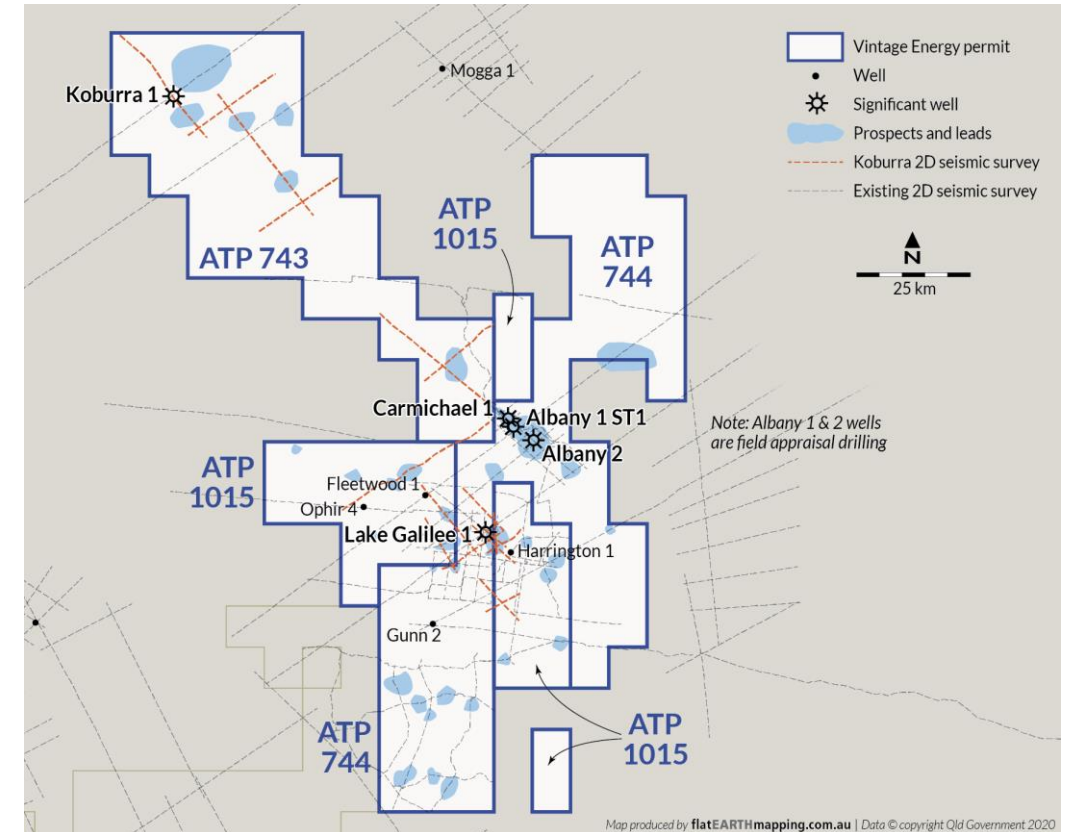 Mogga 1
Koburra 1
Vintage Energy permit
Well
Significant well
Prospects and leads
Koburra 2D seismic survey
Existing 2D seismic survey
N
25 km
ATP
1015
ATP
744
ATP 743
Carmichael 1
Albany 1 ST1
Albany 2
Note: Albany 1 & 2 wells
are field appraisal drilling
ATP
1015
Fleetwood 1
Ophir 4
Lake Galilee 1
Harrington 1
Gunn 2
ATP
744
ATP
1015
Map produced by flatEARTHmapping.com.au | Data © copyright Qld Government 2020